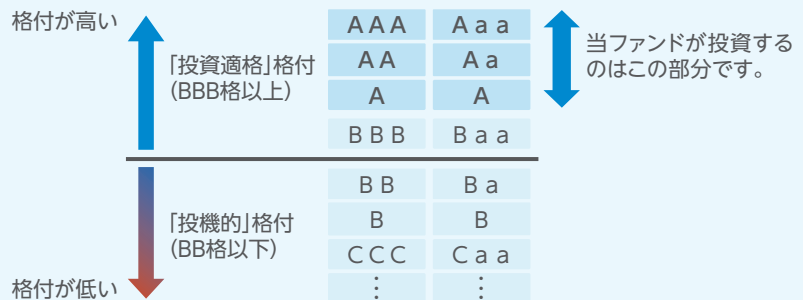 格付が高い
「投資適格」格付
(BBB格以上)
AAA Aaa
AA Aa
A A
BBB Baa
当ファンドが投資する
のはこの部分です。
「投機的」格付
(BB格以下)
BB Ba
B B
CCC Caa
⋮ ⋮
格付が低い